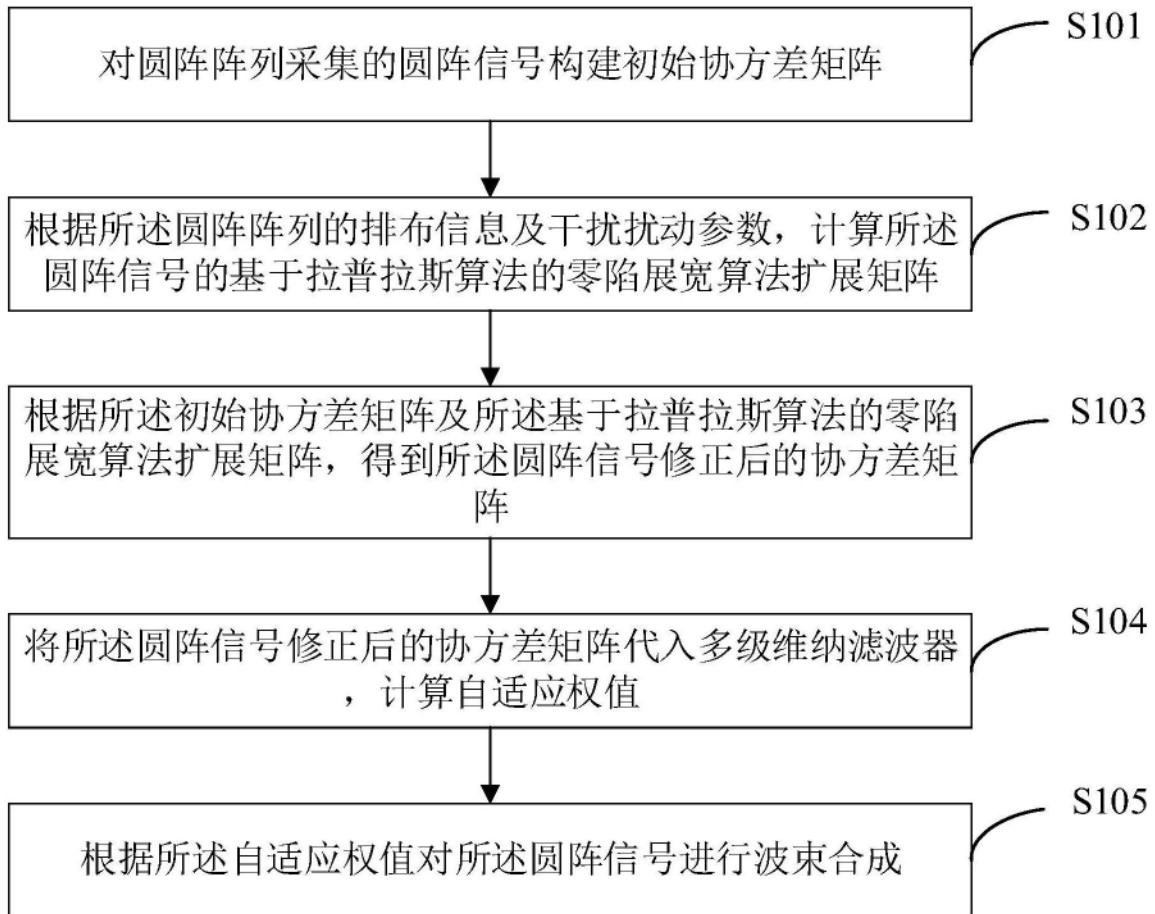 对圆阵阵列采集的圆阵信号构建初始协方差矩阵
S101
根据所述圆阵阵列的排布信息及干扰扰动参数，计算所述
圆阵信号的基于拉普拉斯算法的零陷展宽算法扩展矩阵
S102
根据所述初始协方差矩阵及所述基于拉普拉斯算法的零陷
展宽算法扩展矩阵，得到所述圆阵信号修正后的协方差矩
阵
S103
将所述圆阵信号修正后的协方差矩阵代入多级维纳滤波器
，计算自适应权值
S104
根据所述自适应权值对所述圆阵信号进行波束合成
S105